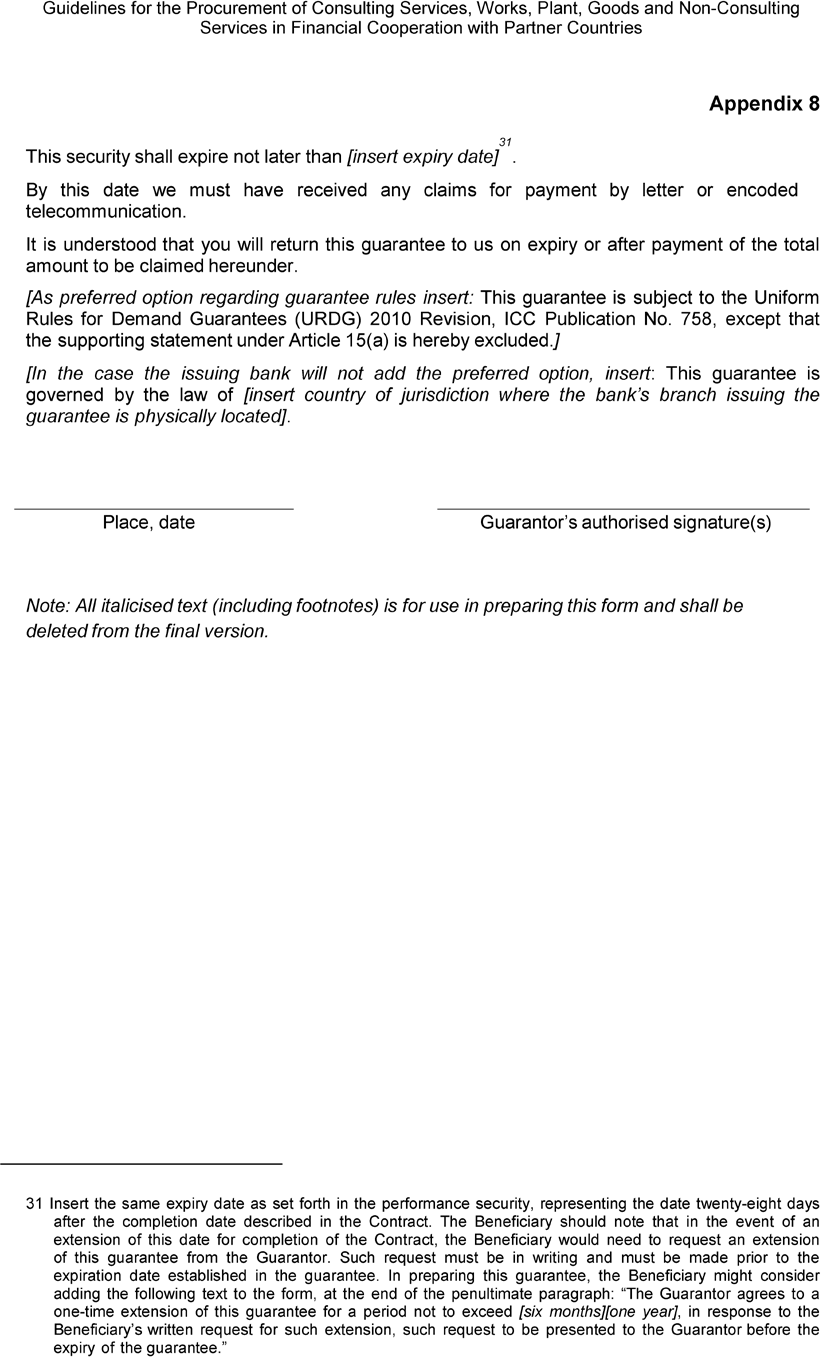 Guidelines for the Procurement of Consulting Services, Works, Plant, Goods and Non-Consulting
Services in Financial Cooperation with Partner Countries
Appendix 8
This security shall expire not later than [insert expiry date]31.
By this date we must have received any claims for payment by letter or encoded
telecommunication.
It is understood that you will return this guarantee to us on expiry or after payment of the total
amount to be claimed hereunder.
[As preferred option regarding guarantee rules insert: This guarantee is subject to the Uniform
Rules for Demand Guarantees (URDG) 2010 Revision, ICC Publication No. 758, except that
the supporting statement under Article 15(a) is hereby excluded.]
[In the case the issuing bank will not add the preferred option, insert: This guarantee is
governed by the law of [insert country of jurisdiction where the bank’s branch issuing the
guarantee is physically located].
Place, date
Guarantor’s authorised signature(s)
Note: All italicised text (including footnotes) is for use in preparing this form and shall be
deleted from the final version.
31 Insert the same expiry date as set forth in the performance security, representing the date twenty-eight days
after the completion date described in the Contract. The Beneficiary should note that in the event of an
extension of this date for completion of the Contract, the Beneficiary would need to request an extension
of this guarantee from the Guarantor. Such request must be in writing and must be made prior to the
expiration date established in the guarantee. In preparing this guarantee, the Beneficiary might consider
adding the following text to the form, at the end of the penultimate paragraph: “The Guarantor agrees to a
one-time extension of this guarantee for a period not to exceed [six months][one year], in response to the
Beneficiary’s written request for such extension, such request to be presented to the Guarantor before the
expiry of the guarantee.”